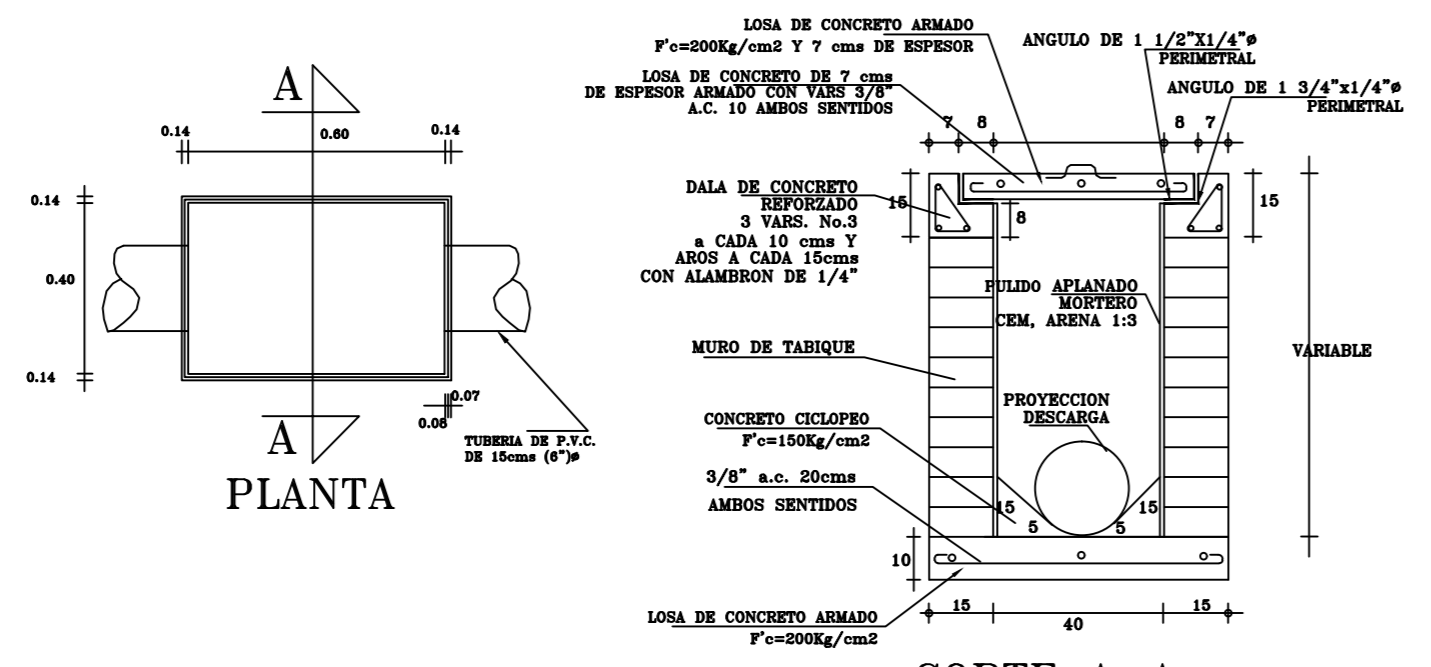 A
0.14
0.60
0.14
0.14
0.40
0.14
0.07
0.08
A
TUBERIA DE P.V.C.
DE 15cms (6")ø
PLANTA
LOSA DE CONCRETO ARMADO
F'c=200Kg/cm2 Y 7 cms DE ESPESOR
LOSA DE CONCRETO DE 7 cms
DE ESPESOR ARMADO CON VARS 3/8"
A.C. 10 AMBOS SENTIDOS
ANGULO DE 1 1/2"X1/4"ø
PERIMETRAL
ANGULO DE 1 3/4"x1/4"ø
PERIMETRAL
7
8
8
7
DALA DE CONCRETO
REFORZADO
3 VARS. No.3
a CADA 10 cms Y
AROS A CADA 15cms
CON ALAMBRON DE 1/4"
15
8
15
PULIDO APLANADO
MORTERO
CEM, ARENA 1:3
MURO DE TABIQUE
VARIABLE
PROYECCION
DESCARGA
CONCRETO CICLOPEO
F'c=150Kg/cm2
3/8" a.c. 20cms
AMBOS SENTIDOS
15
5
5
15
10
LOSA DE CONCRETO ARMADO
F'c=200Kg/cm2
15
40
15